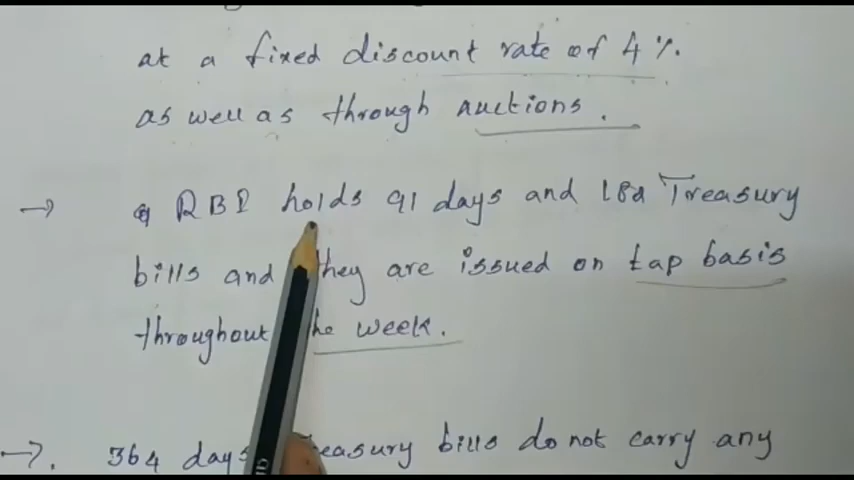 at a fixed discount rate of 4%.
as well as through auctions.
→ RBI holds 91 days and 182 Treasury
bills and they are issued on tap basis
throughout the week.
→. 364 days Treasury bills do not carry any